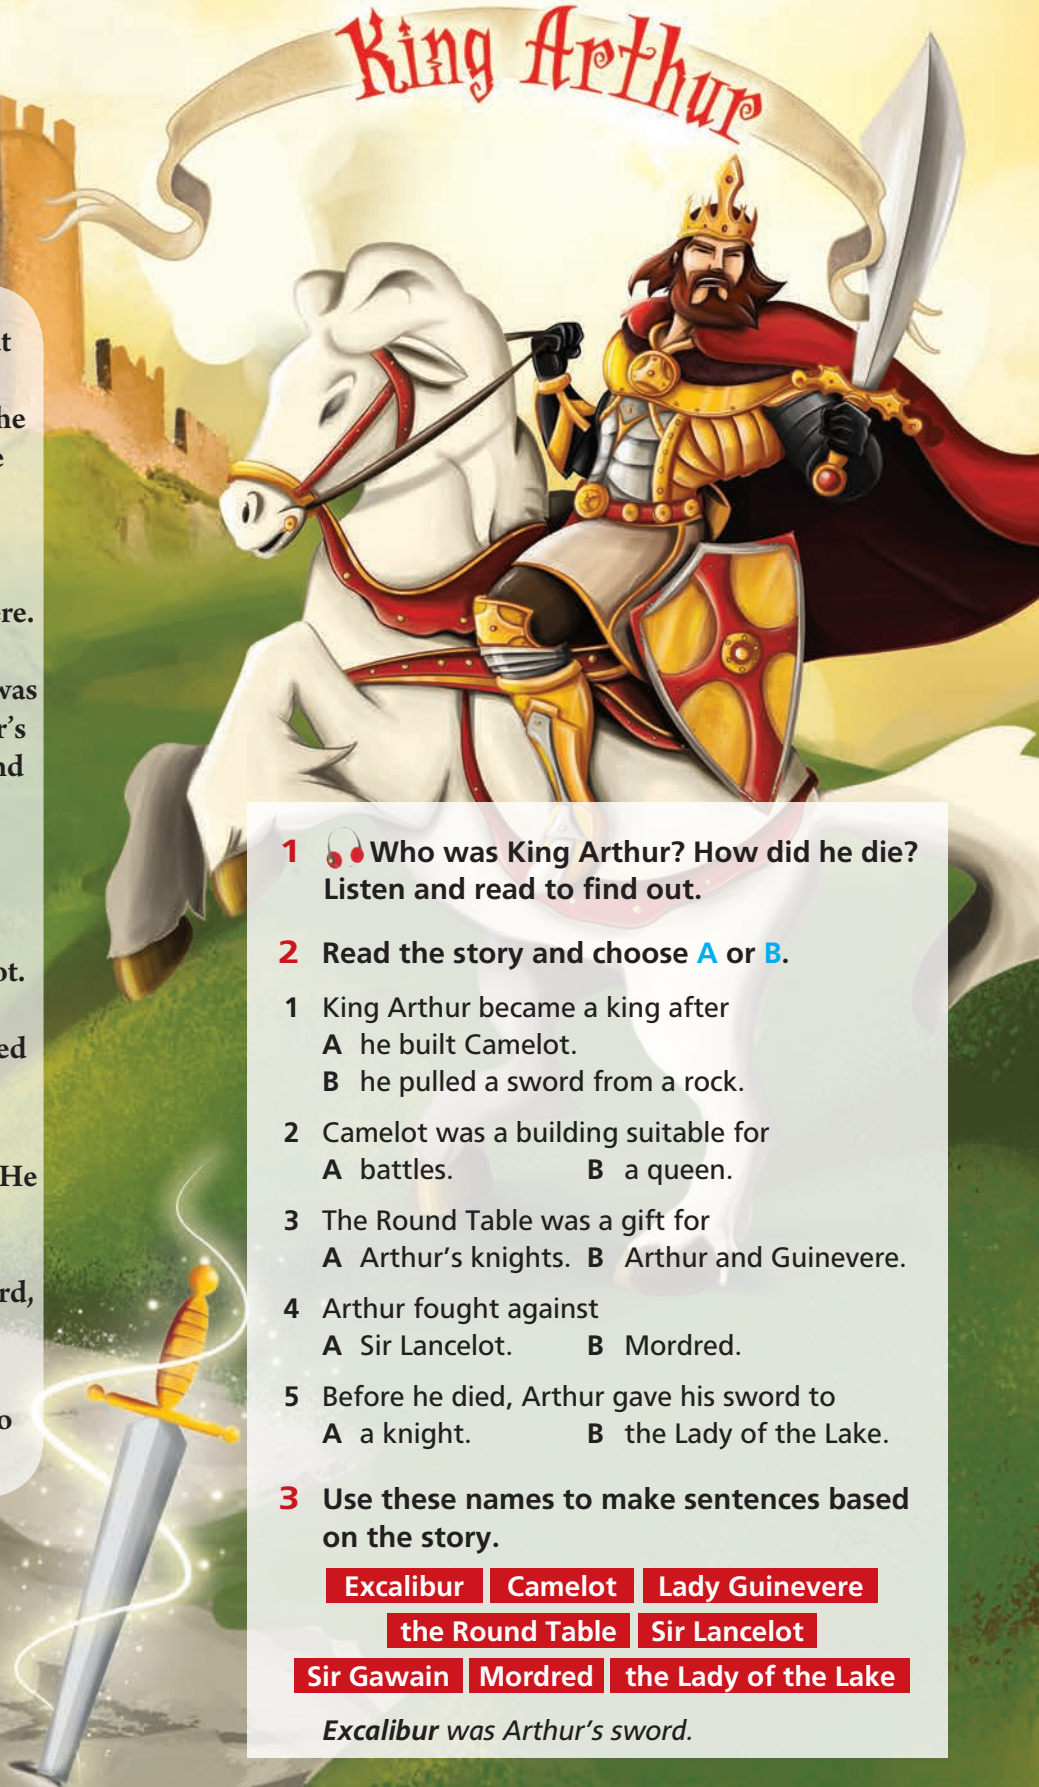 King Arthur
was
He
1 Who was King Arthur? How did he die?
Listen and read to find out.
2 Read the story and choose A or B.
1 King Arthur became a king after
A he built Camelot.
B he pulled a sword from a rock.
2 Camelot was a building suitable for
A battles. B a queen.
3 The Round Table was a gift for
A Arthur's knights. B Arthur and Guinevere.
4 Arthur fought against
A Sir Lancelot. B Mordred.
5 Before he died, Arthur gave his sword to
A a knight. B the Lady of the Lake.
3 Use these names to make sentences based
on the story.
Excalibur Camelot Lady Guinevere
the Round Table Sir Lancelot
Sir Gawain Mordred the Lady of the Lake
Excalibur was Arthur's sword.